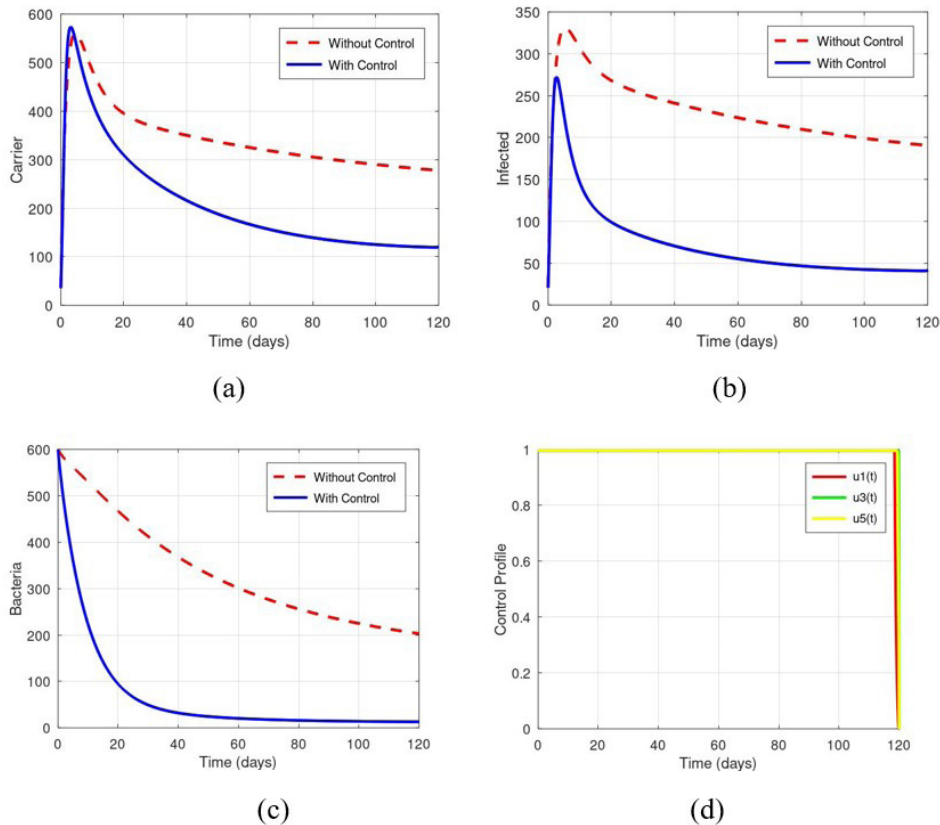 600
500
400
300
200
100
0
Carrier
Without Control
With Control
0 20 40 60 80 100 120
Time (days)
(a)
350
300
250
200
150
100
50
0
Infected
Without Control
With Control
0 20 40 60 80 100 120
Time (days)
(b)
600
500
400
300
200
100
0
Bacteria
Without Control
With Control
0 20 40 60 80 100 120
Time (days)
(c)
1
0.8
0.6
0.4
0.2
0
Control Profile
u1(t)
u3(t)
u5(t)
0 20 40 60 80 100 120
Time (days)
(d)